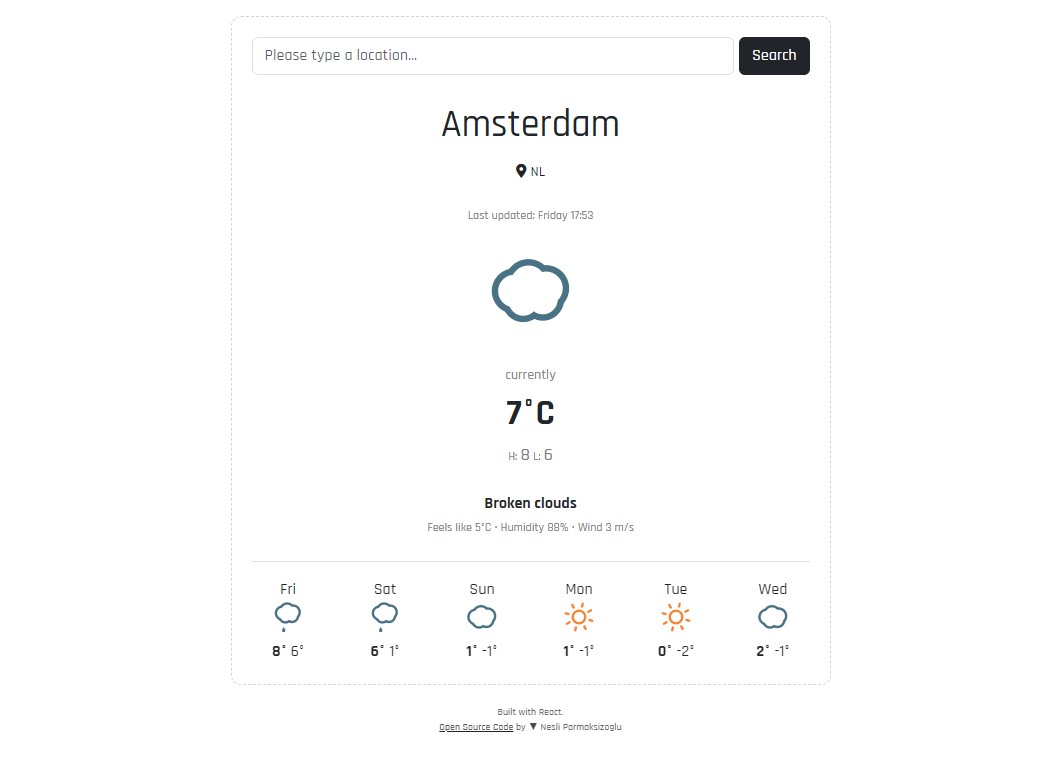 Please type a location...
Search
Amsterdam
NL
Last updated: Friday 17:53
currently
7°C
H: 8 L: 6
Broken clouds
Feels like 5°C · Humidity 88% · Wind 3 m/s
Fri Sat Sun Mon Tue Wed
8° 6° 6° 1° 1° -1° 1° -1° 0° -2° 2° -1°
Built with React.
Open Source Code by ▼ Nesli Parmaksizoglu